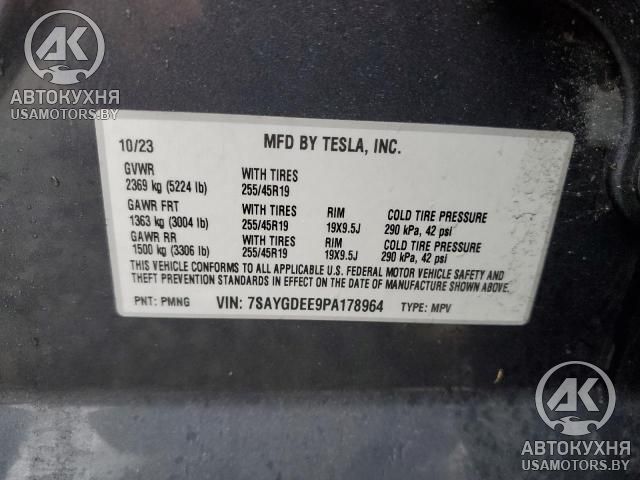 AK
АВТОКУХНЯ
USAMOTORS.BY
10/23 MFD BY TESLA, INC.
GVWR WITH TIRES
2369 kg (5224 lb) 255/45R19
GAWR FRT WITH TIRES RIM COLD TIRE PRESSURE
1363 kg (3004 lb) 255/45R19 19X9.5J 290 kPa, 42 psi
GAWR RR WITH TIRES RIM COLD TIRE PRESSURE
1500 kg (3306 lb) 255/45R19 19X9.5J 290 kPa, 42 psi
THIS VEHICLE CONFORMS TO ALL APPLICABLE U.S. FEDERAL MOTOR VEHICLE SAFETY AND
THEFT PREVENTION STANDARDS IN EFFECT ON THE DATE OF MANUFACTURE SHOWN ABOVE.
PNT: PMNG VIN: 7SAYGDEE9PA178964 TYPE: MPV
AK
АВТОКУХНЯ
USAMOTORS.BY